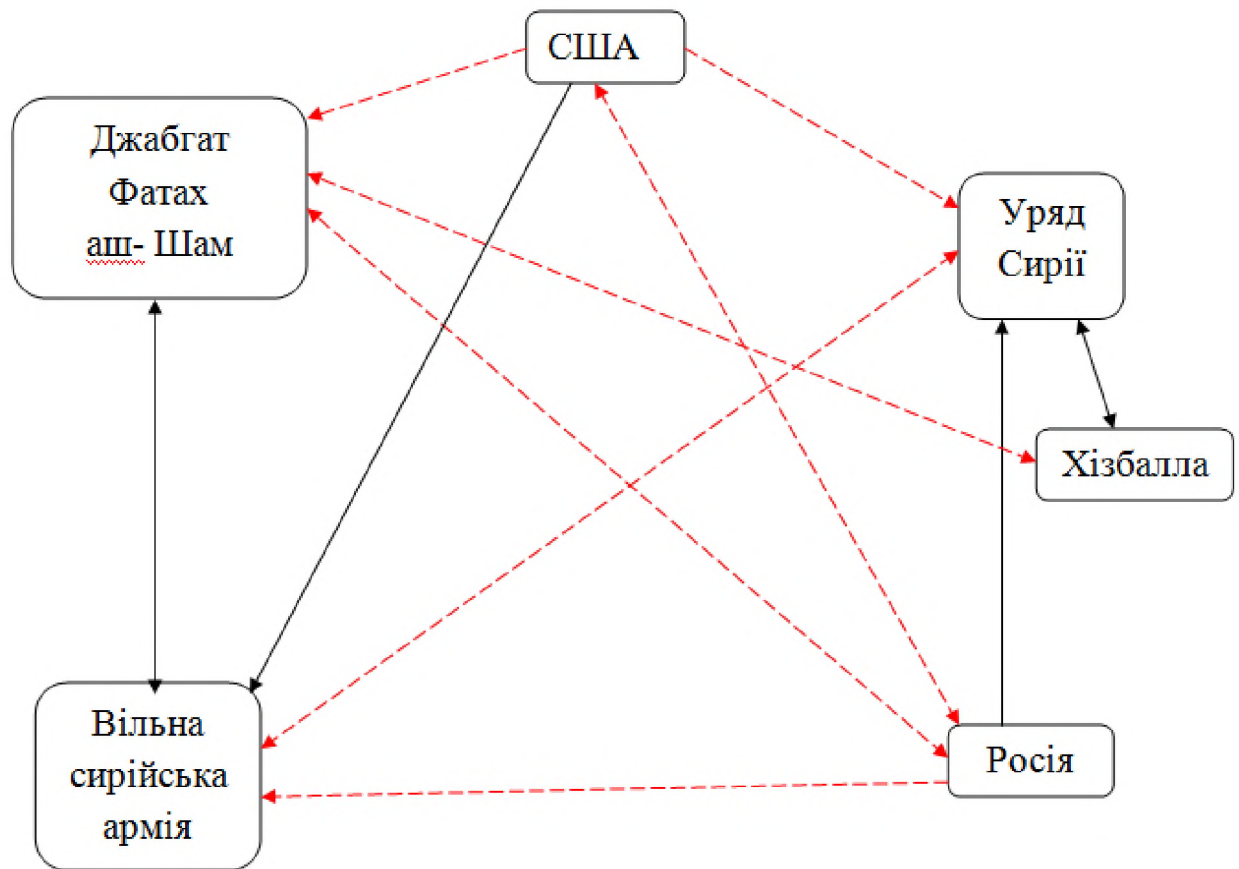 США
Джабгат
Фатах
аш- Шам
Уряд
Сирії
Хізбалла
Вільна
сирійська
армія
Росія